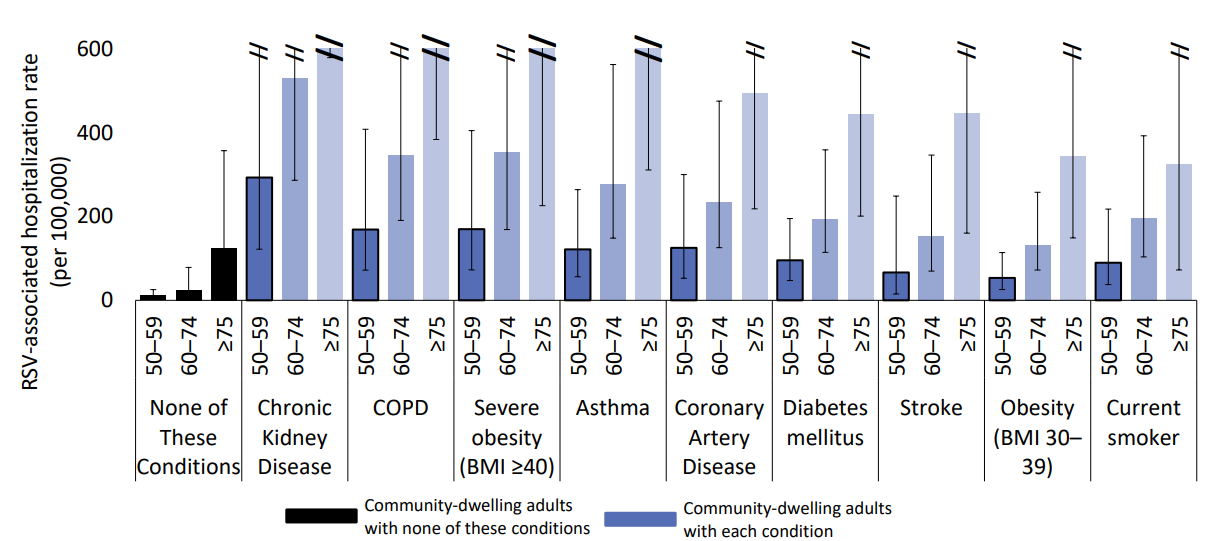 RSV-associated hospitalization rate
(per 100,000)
600
400
200
0
50–59
60–74
≥75
50–59
60–74
≥75
50–59
60–74
≥75
50–59
60–74
≥75
50–59
60–74
≥75
50–59
60–74
≥75
50–59
60–74
≥75
50–59
60–74
≥75
50–59
60–74
≥75
50–59
60–74
≥75
None of
These
Conditions
Chronic
Kidney
Disease
COPD
Severe
obesity
(BMI ≥40)
Asthma
Coronary
Artery
Disease
Diabetes
mellitus
Stroke
Obesity
(BMI 30–
39)
Current
smoker
Community-dwelling adults
with none of these conditions
Community-dwelling adults
with each condition